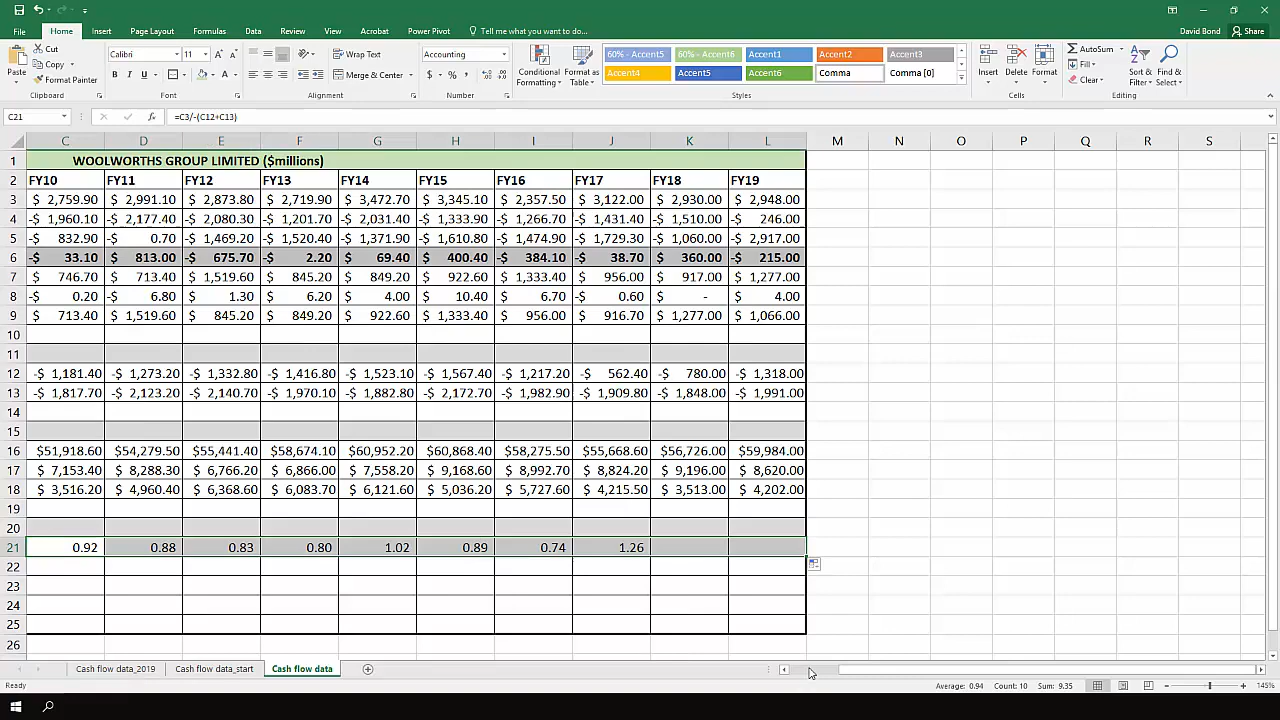 David Bond Share
File Home Insert Page Layout Formulas Data Review View Acrobat Power Pivot Tell me what you want to do...
Paste Cut Format Painter Clipboard
Calibri 11 B I U A Font
Wrap Text Merge & Center Alignment
Accounting $ % , Number
Conditional Formatting Format as Table
60% - Accent5 60% - Accent6 Accent1 Accent2 Accent3
Accent4 Accent5 Accent6 Comma Comma [0]
Styles
Insert Delete Format Cells
AutoSum Fill Clear Sort & Filter Find & Select Editing
C21 fx =C3/-(C12+C13)
C D E F G H I J K L M N O P Q R S
1 WOOLWORTHS GROUP LIMITED ($millions)
2 FY10 FY11 FY12 FY13 FY14 FY15 FY16 FY17 FY18 FY19
3 $ 2,759.90 $ 2,991.10 $ 2,873.80 $ 2,719.90 $ 3,472.70 $ 3,345.10 $ 2,357.50 $ 3,122.00 $ 2,930.00 $ 2,948.00
4 -$ 1,960.10 -$ 2,177.40 -$ 2,080.30 -$ 1,201.70 -$ 2,031.40 -$ 1,333.90 -$ 1,266.70 -$ 1,431.40 -$ 1,510.00 -$ 246.00
5 -$ 832.90 -$ 0.70 -$ 1,469.20 -$ 1,520.40 -$ 1,371.90 -$ 1,610.80 -$ 1,474.90 -$ 1,729.30 -$ 1,060.00 -$ 2,917.00
6 -$ 33.10 $ 813.00 -$ 675.70 -$ 2.20 $ 69.40 $ 400.40 -$ 384.10 -$ 38.70 $ 360.00 -$ 215.00
7 $ 746.70 $ 713.40 $ 1,519.60 $ 845.20 $ 849.20 $ 922.60 $ 1,333.40 $ 956.00 $ 917.00 $ 1,277.00
8 -$ 0.20 -$ 6.80 $ 1.30 $ 6.20 $ 4.00 $ 10.40 $ 6.70 -$ 0.60 $ - $ 4.00
9 $ 713.40 $ 1,519.60 $ 845.20 $ 849.20 $ 922.60 $ 1,333.40 $ 956.00 $ 916.70 $ 1,277.00 $ 1,066.00
10
11
12 -$ 1,181.40 -$ 1,273.20 -$ 1,332.80 -$ 1,416.80 -$ 1,523.10 -$ 1,567.40 -$ 1,217.20 -$ 562.40 -$ 780.00 -$ 1,318.00
13 -$ 1,817.70 -$ 2,123.20 -$ 2,140.70 -$ 1,970.10 -$ 1,882.80 -$ 2,172.70 -$ 1,982.90 -$ 1,909.80 -$ 1,848.00 -$ 1,991.00
14
15
16 $51,918.60 $54,279.50 $55,441.40 $58,674.10 $60,952.20 $60,868.40 $58,275.50 $55,668.60 $56,726.00 $59,984.00
17 $ 7,153.40 $ 8,288.30 $ 6,766.20 $ 6,866.00 $ 7,558.20 $ 9,168.60 $ 8,992.70 $ 8,824.20 $ 9,196.00 $ 8,620.00
18 $ 3,516.20 $ 4,960.40 $ 6,368.60 $ 6,083.70 $ 6,121.60 $ 5,036.20 $ 5,727.60 $ 4,215.50 $ 3,513.00 $ 4,202.00
19
20
21 0.92 0.88 0.83 0.80 1.02 0.89 0.74 1.26
22
23
24
25
26
Cash flow data_2019 Cash flow data_start Cash flow data
Ready Average: 0.94 Count: 10 Sum: 9.35 145%